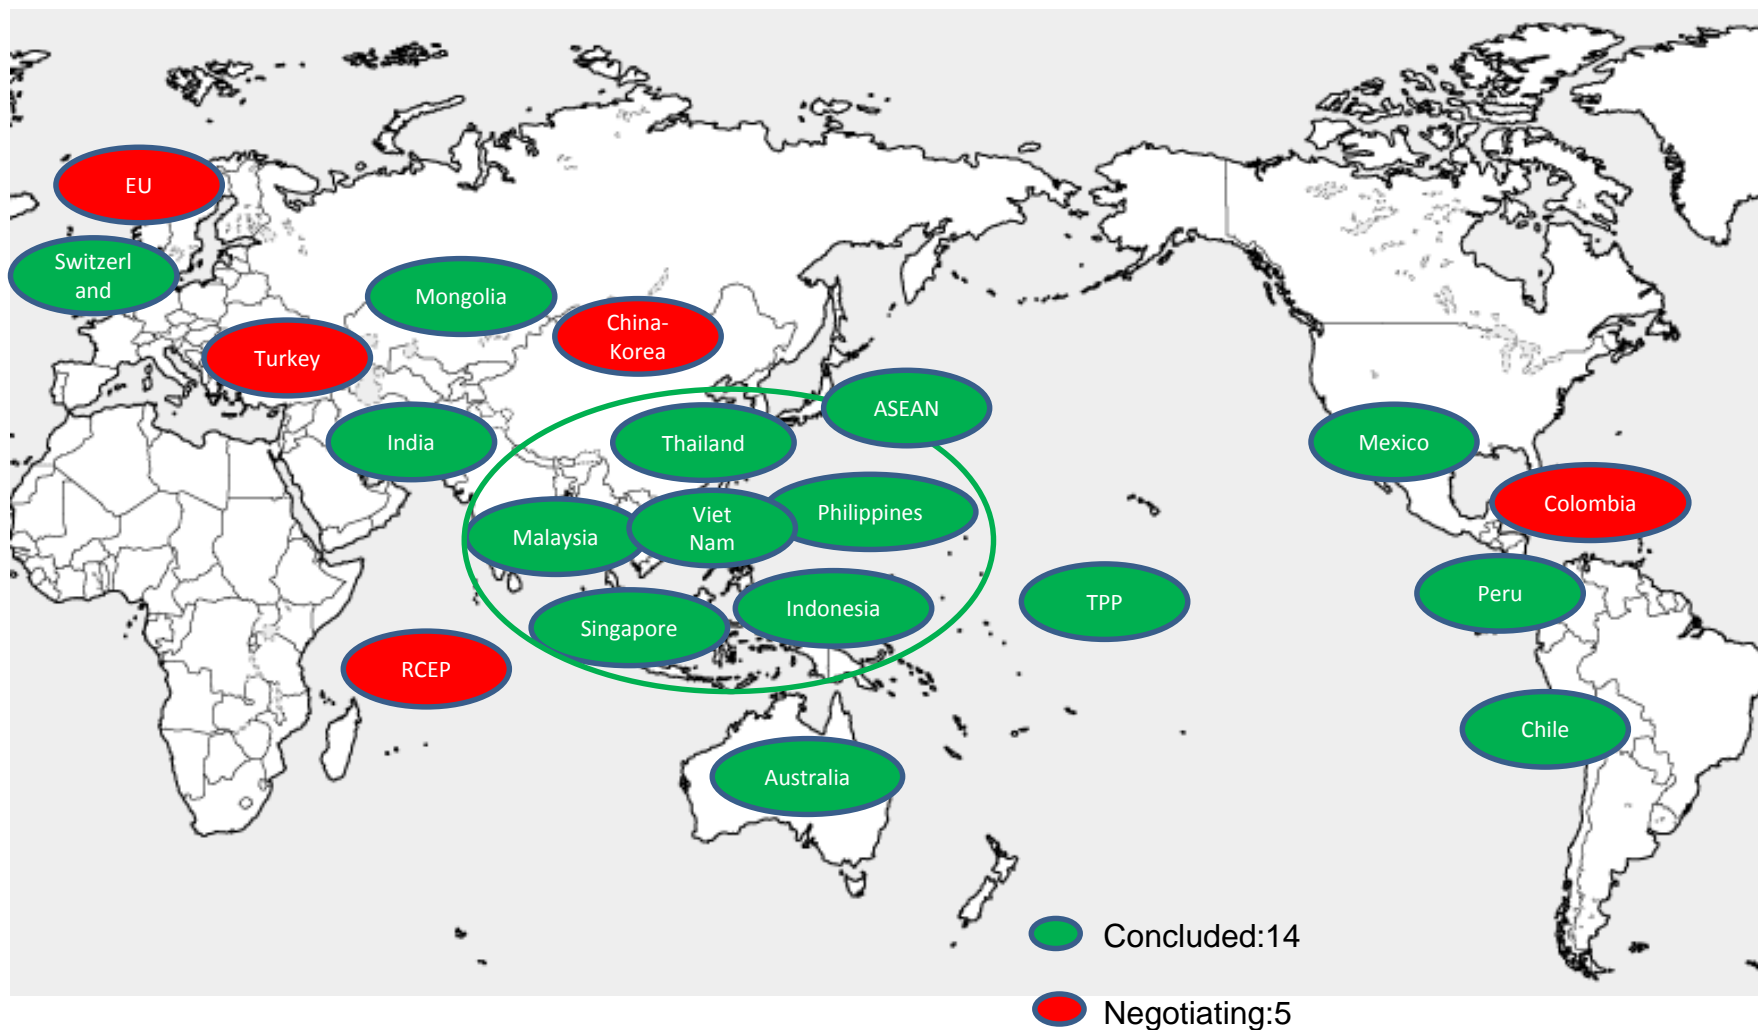 EU
Switzerl
and
Mongolia
China-
Korea
Turkey
ASEAN
India
Thailand
Mexico
Colombia
Malaysia
Viet
Nam
Philippines
Singapore
Indonesia
TPP
Peru
RCEP
Chile
Australia
Concluded:14
Negotiating:5